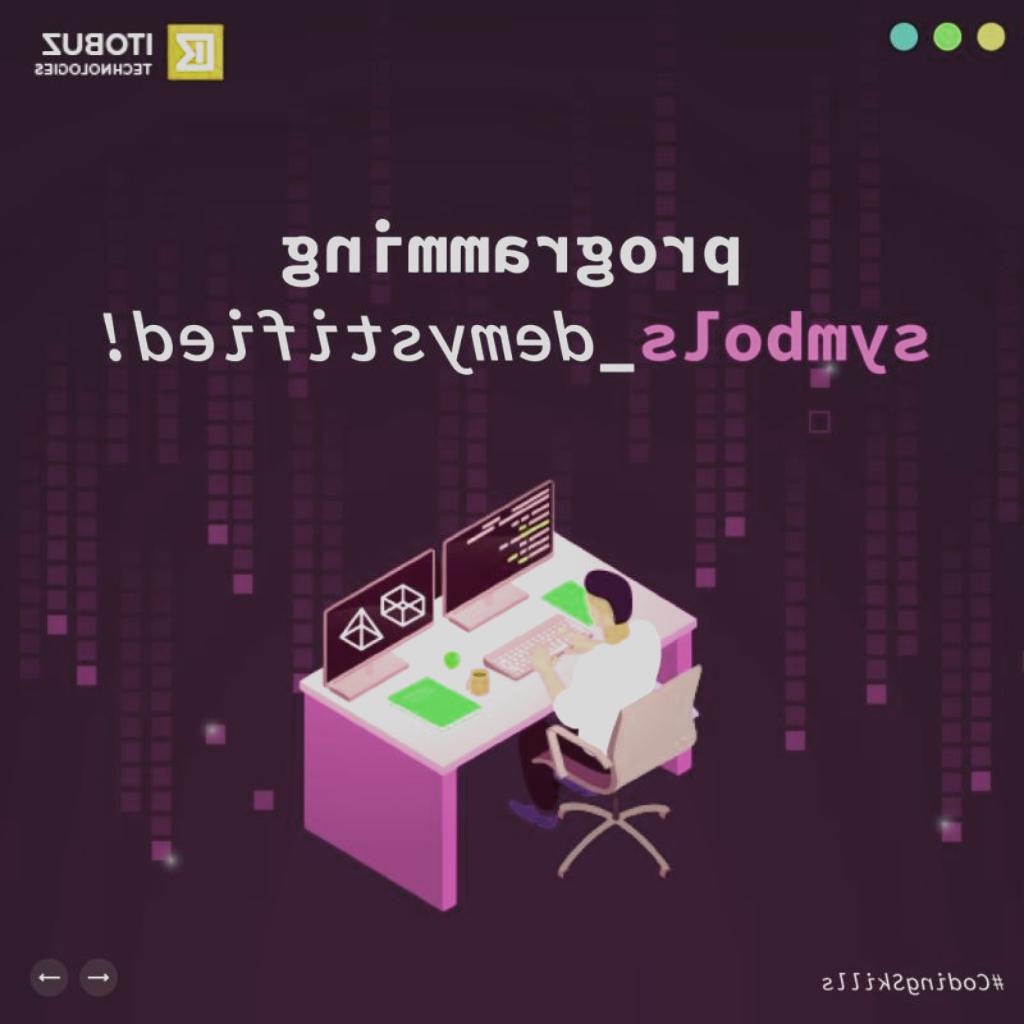 ITOBUZ
TECHNOLOGIES
programming
symbols_demystified!
#CodingSkills